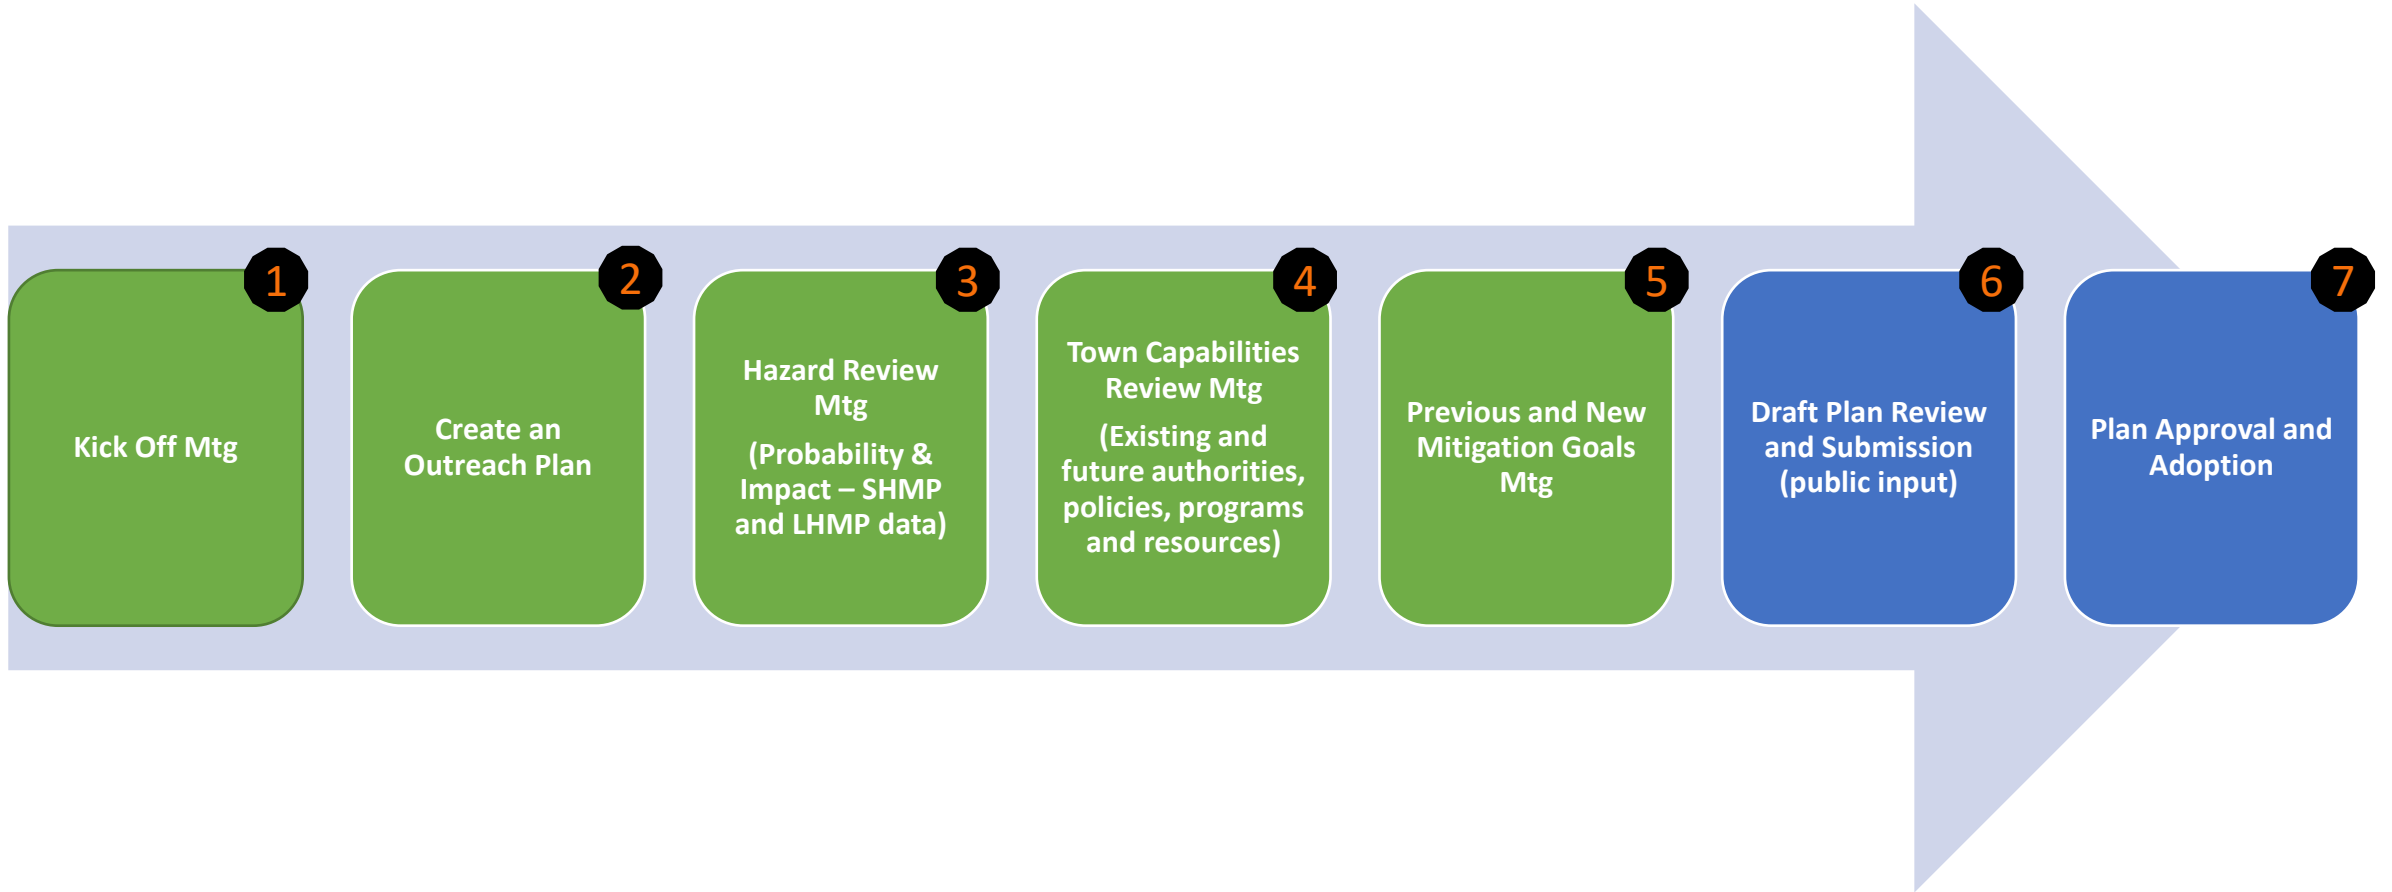 1
Kick Off Mtg
2
Create an
Outreach Plan
3
Hazard Review
Mtg
(Probability &
Impact – SHMP
and LHMP data)
4
Town Capabilities
Review Mtg
(Existing and
future authorities,
policies, programs
and resources)
5
Previous and New
Mitigation Goals
Mtg
6
Draft Plan Review
and Submission
(public input)
7
Plan Approval and
Adoption